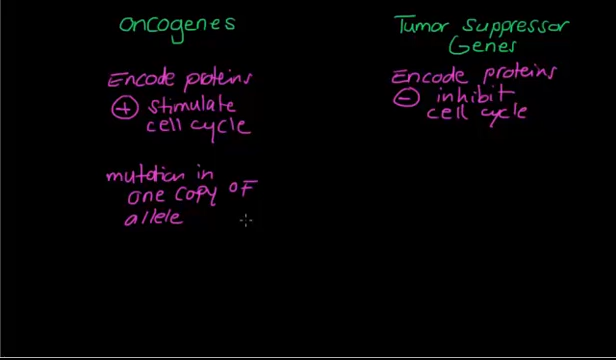 Oncogenes
Encode proteins
+ stimulate
cell cycle
mutation in
one copy of
allele
Tumor Suppressor
Genes
Encode proteins
- inhibit
cell cycle